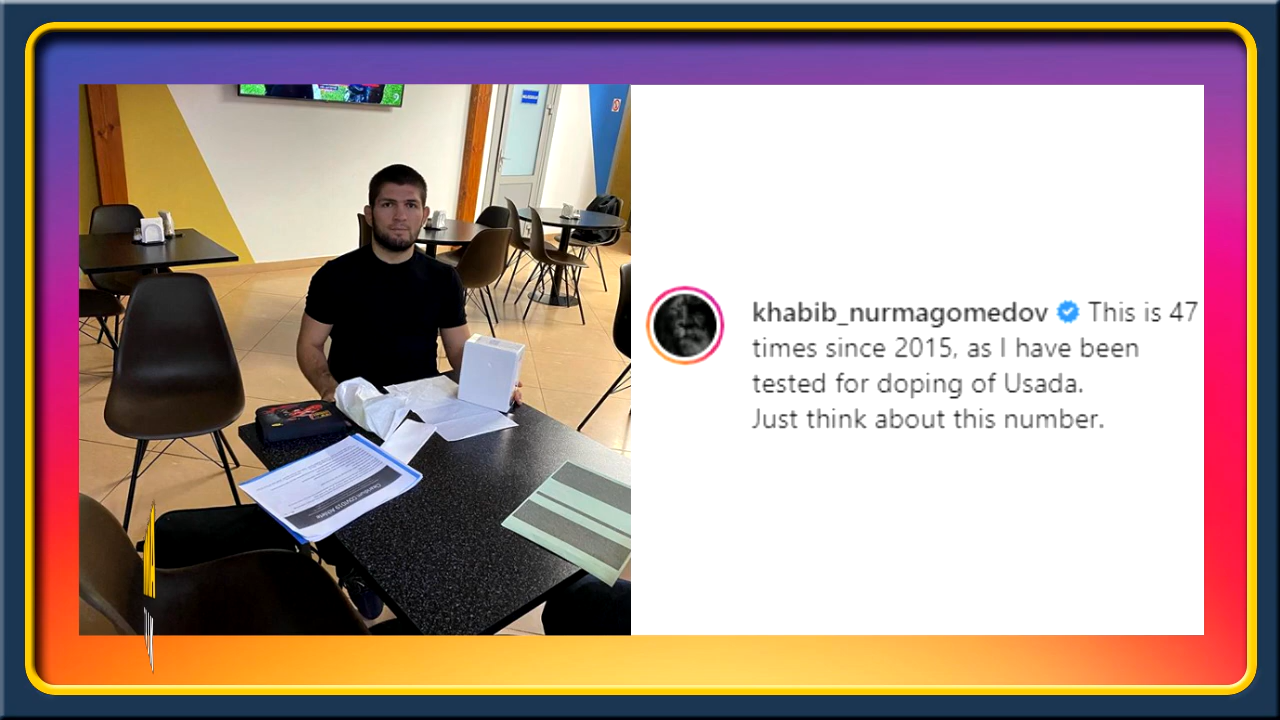 khabib_nurmagomedov This is 47
times since 2015, as I have been
tested for doping of Usada.
Just think about this number.